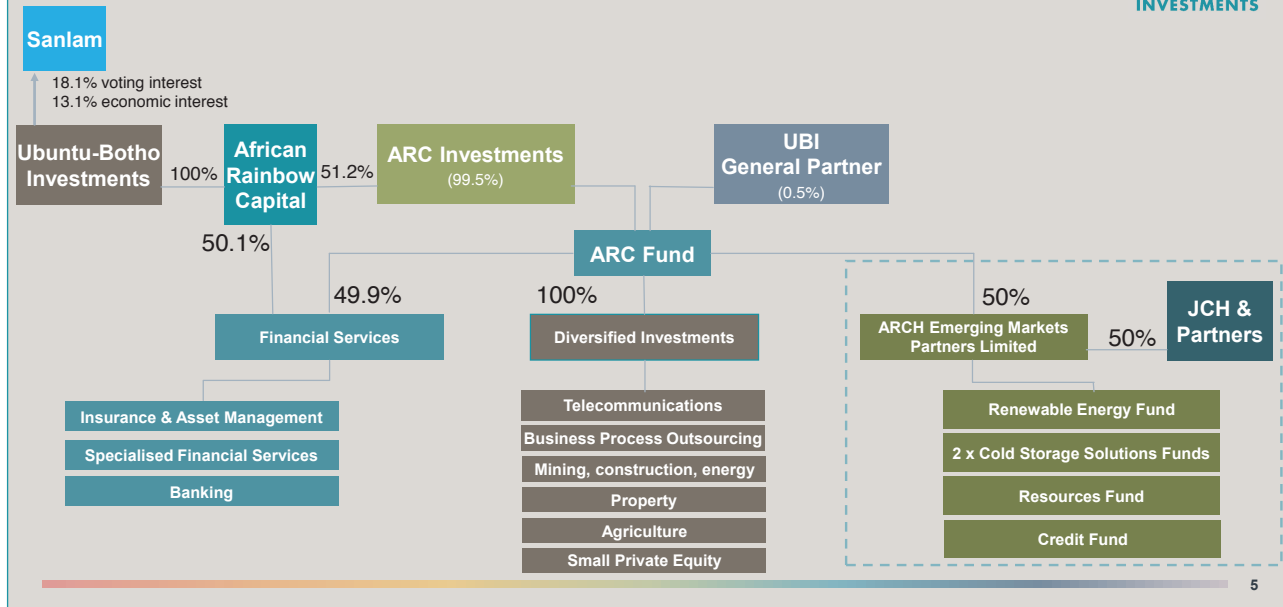 INVESTMENTS
Sanlam
18.1% voting interest
13.1% economic interest
Ubuntu-Botho
Investments
100%
African
Rainbow
Capital
51.2%
ARC Investments
(99.5%)
UBI
General Partner
(0.5%)
50.1%
ARC Fund
49.9%
100%
50%
Financial Services
Diversified Investments
ARCH Emerging Markets
Partners Limited
50%
JCH &
Partners
Insurance & Asset Management
Specialised Financial Services
Banking
Telecommunications
Business Process Outsourcing
Mining, construction, energy
Property
Agriculture
Small Private Equity
Renewable Energy Fund
2 x Cold Storage Solutions Funds
Resources Fund
Credit Fund
5